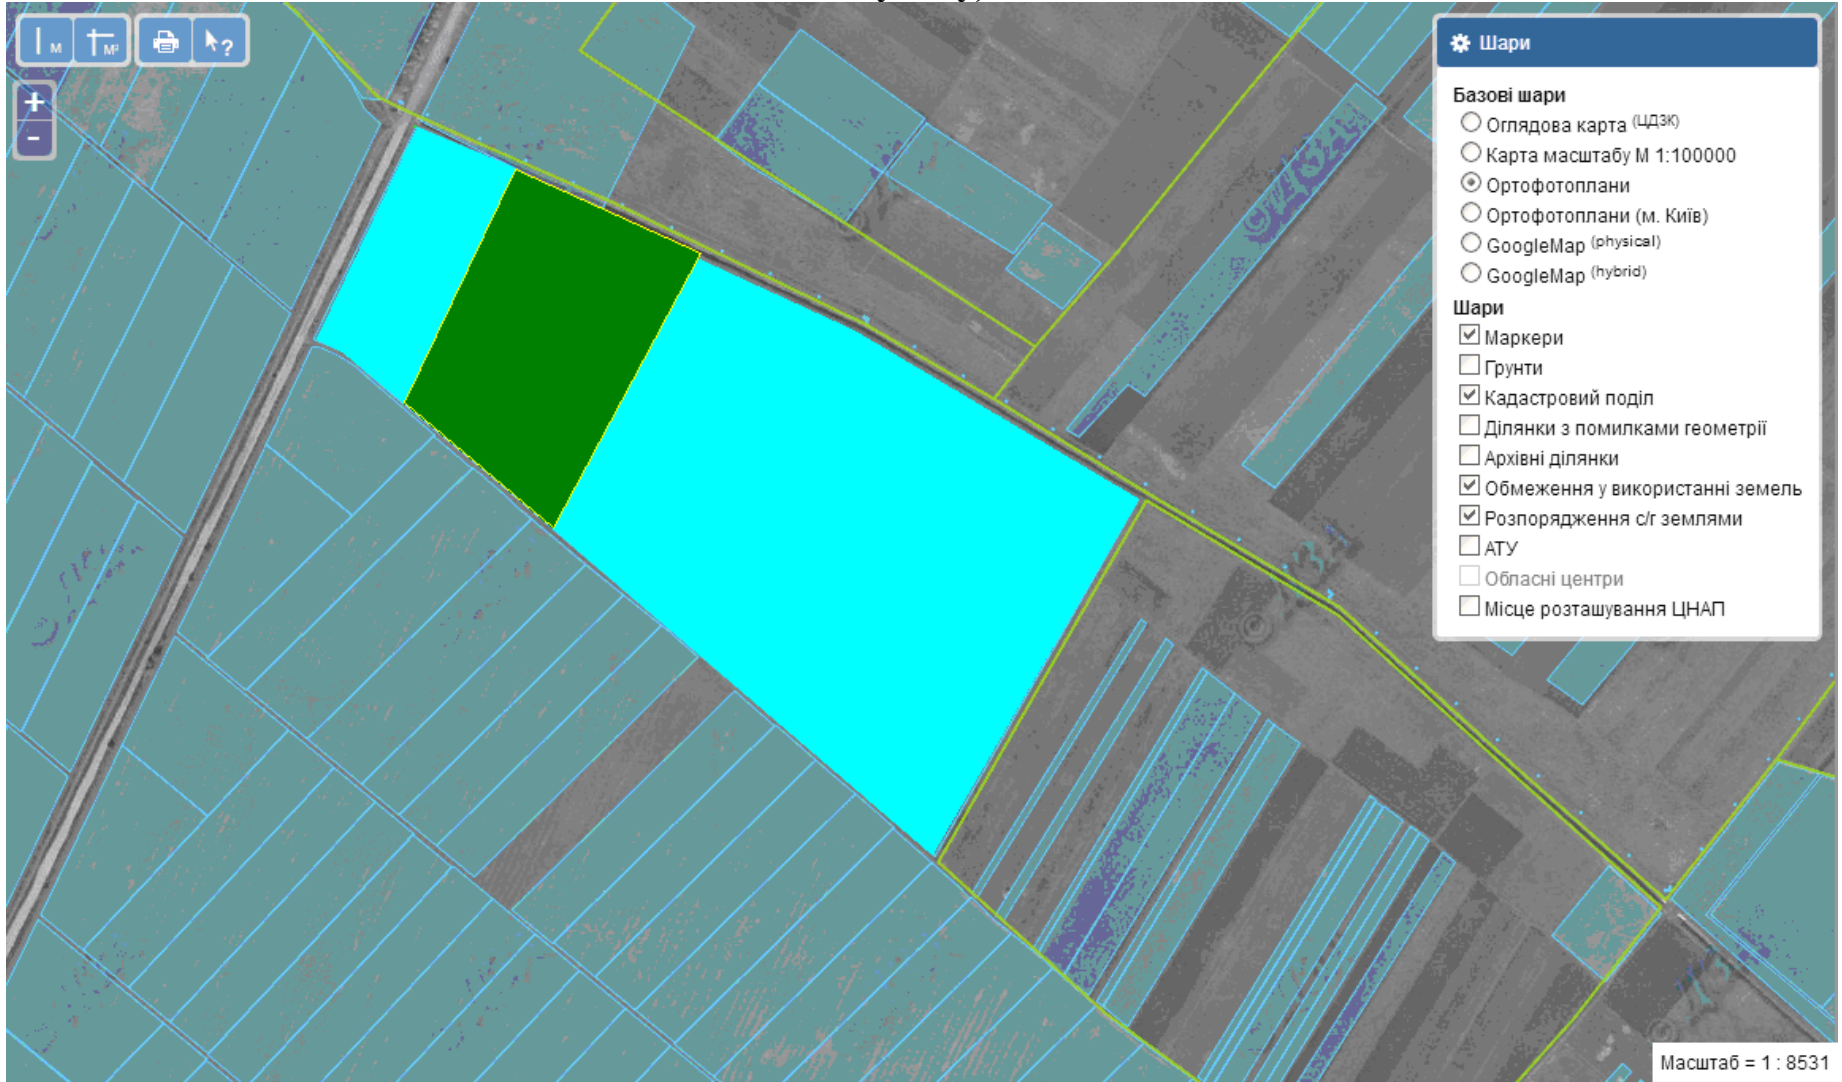 М
М²
?
+
-
Шари
Базові шари
Оглядова карта (ЦДЗК)
Карта масштабу М 1:100000
Ортофотоплани
Ортофотоплани (м. Київ)
GoogleMap (physical)
GoogleMap (hybrid)
Шари
Маркери
Грунти
Кадастровий поділ
Ділянки з помилками геометрії
Архівні ділянки
Обмеження у використанні земель
Розпорядження с/г землями
АТУ
Обласні центри
Місце розташування ЦНАП
Масштаб = 1 : 8531